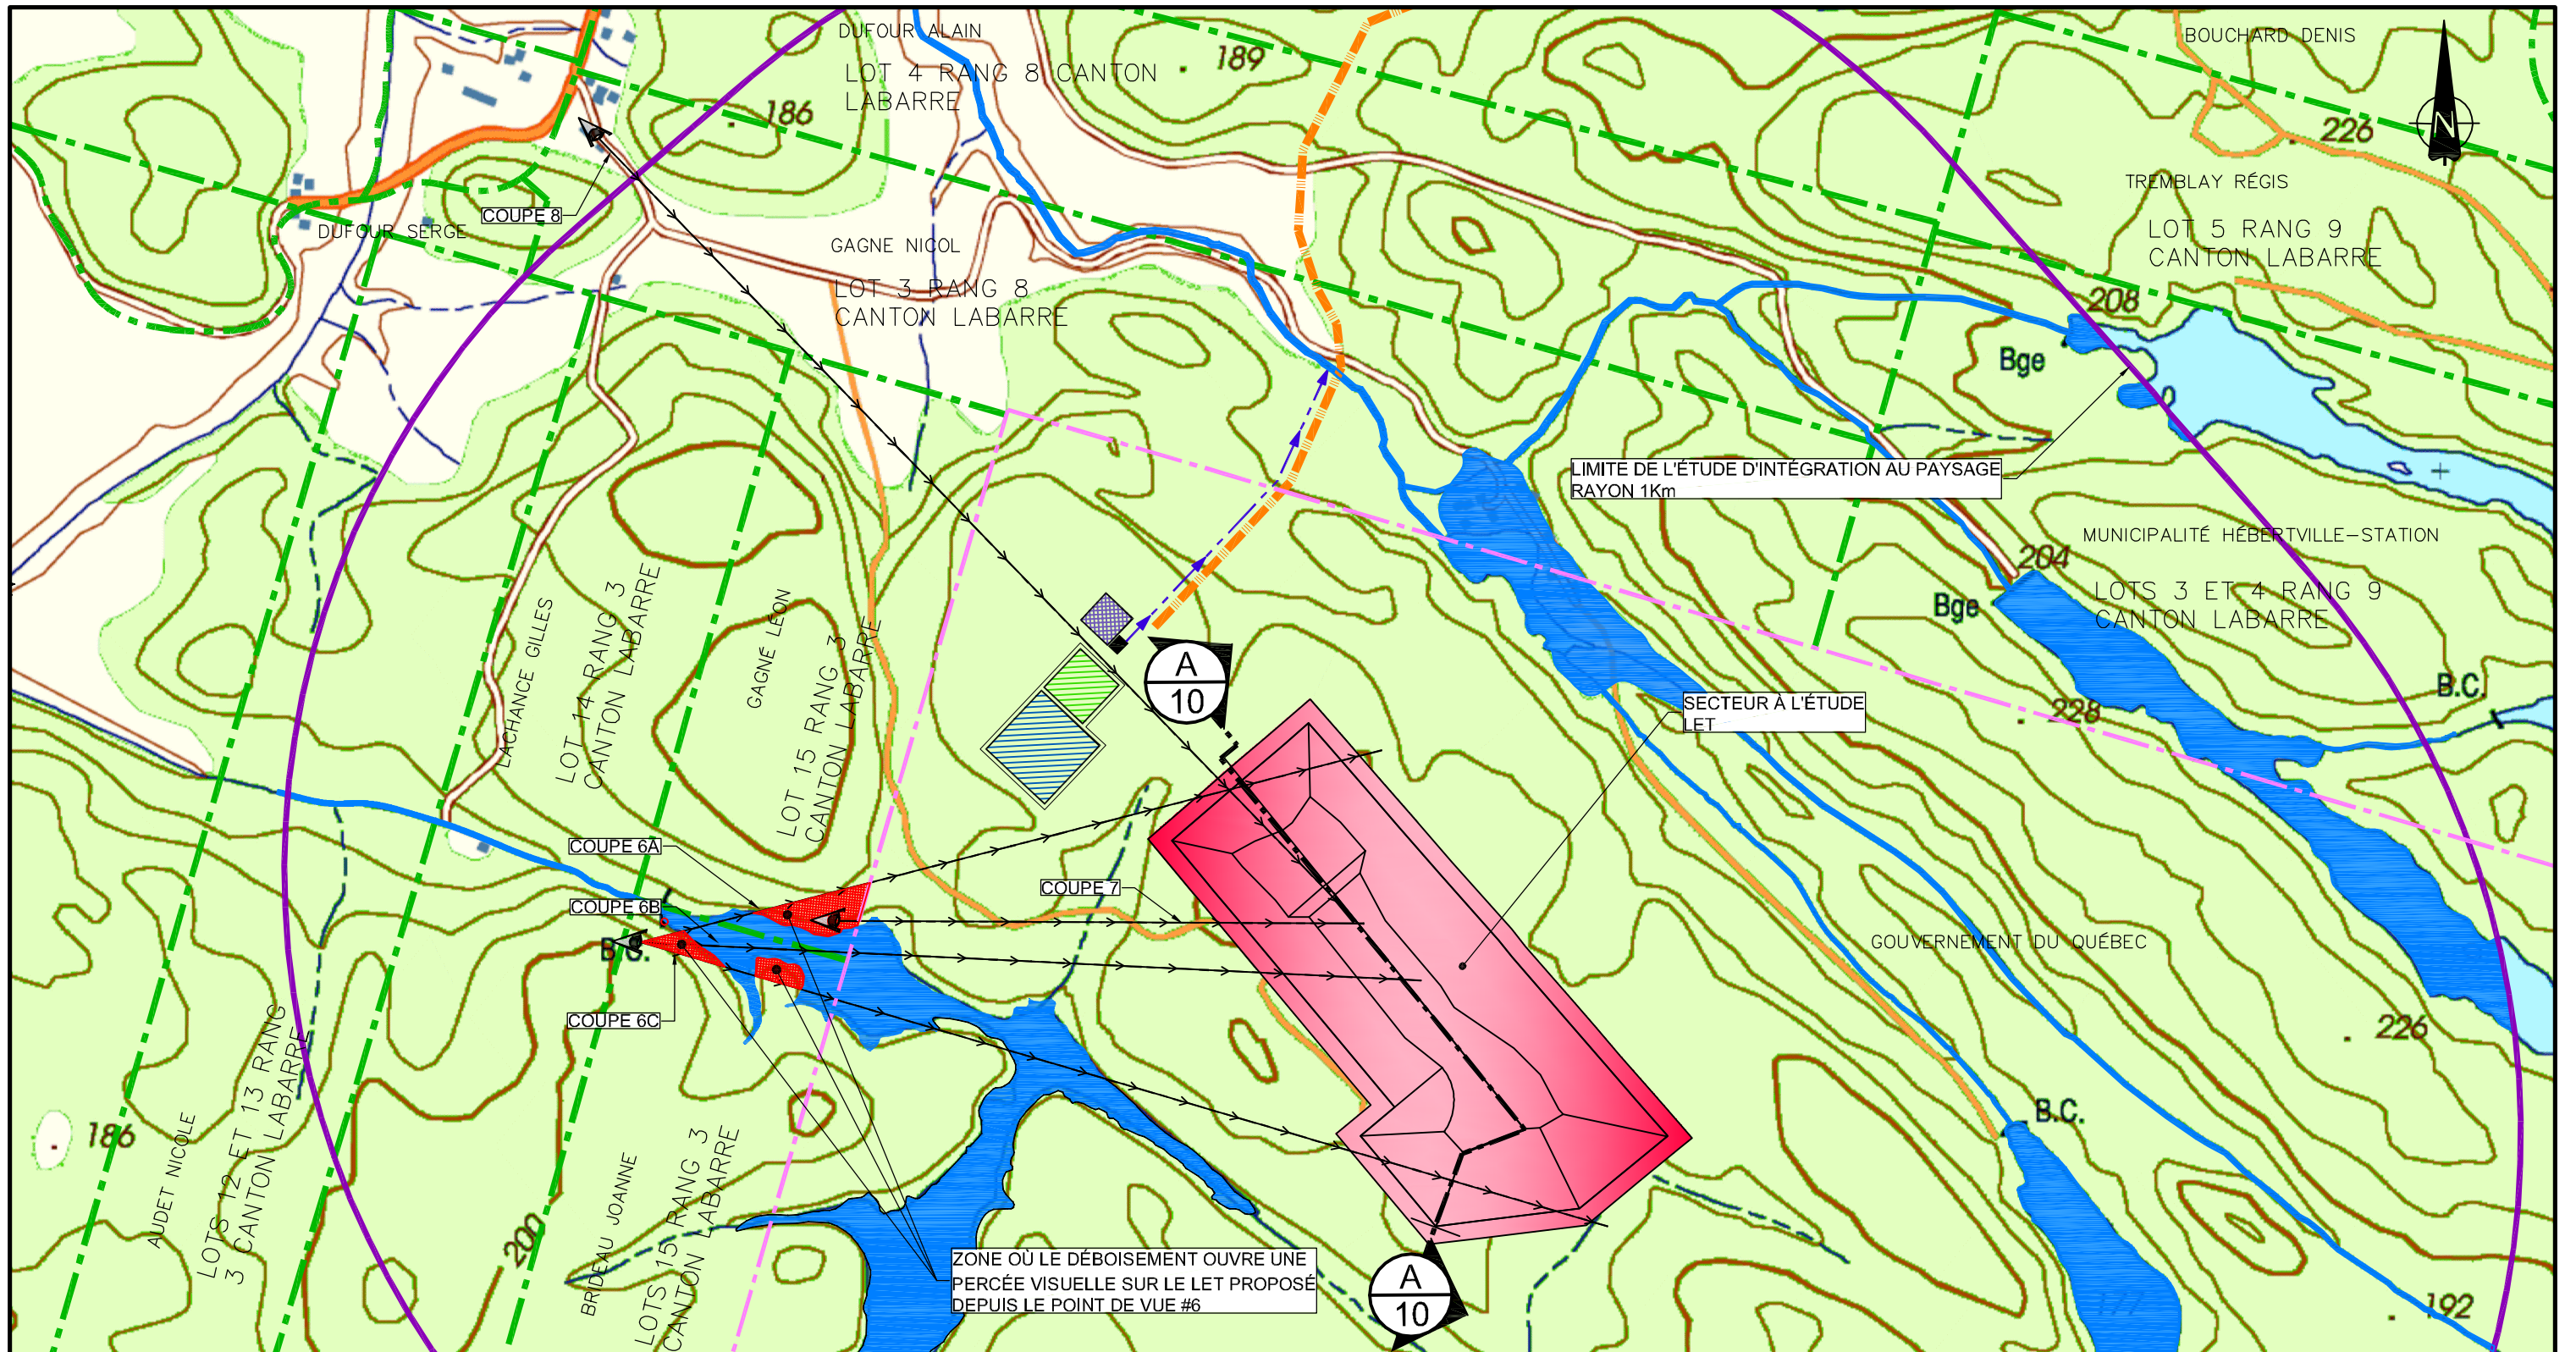 DUFOUR ALAIN
LOT 4 RANG 8 CANTON
LABARRE
189
186
BOUCHARD DENIS
226
N
TREMBLAY RÉGIS
LOT 5 RANG 9
CANTON LABARRE
COUPE 8
DUFOUR SERGE
GAGNE NICOL
LOT 3 RANG 8
CANTON LABARRE
208
Bge
LIMITE DE L'ÉTUDE D'INTÉGRATION AU PAYSAGE
RAYON 1Km
MUNICIPALITÉ HÉBERTVILLE-STATION
204
LOTS 3 ET 4 RANG 9
CANTON LABARRE
Bge
B.C.
228
LACHANCE GILLES
LOT 14 RANG 3
CANTON LABARRE
GAGNÉ LÉON
LOT 15 RANG 3
CANTON LABARRE
A
10
SECTEUR À L'ÉTUDE
LET
COUPE 6A
COUPE 7
COUPE 6B
B.C.
COUPE 6C
GOUVERNEMENT DU QUÉBEC
226
B.C.
186
AUDET NICOLE
LOTS 12 ET 13 RANG
3 CANTON LABARRE
200
BRIDEAU JOANNE
LOTS 15 RANG 3
CANTON LABARRE
ZONE OÙ LE DÉBOISEMENT OUVRE UNE
PERCÉE VISUELLE SUR LE LET PROPOSÉ
DEPUIS LE POINT DE VUE #6
A
10
177
192